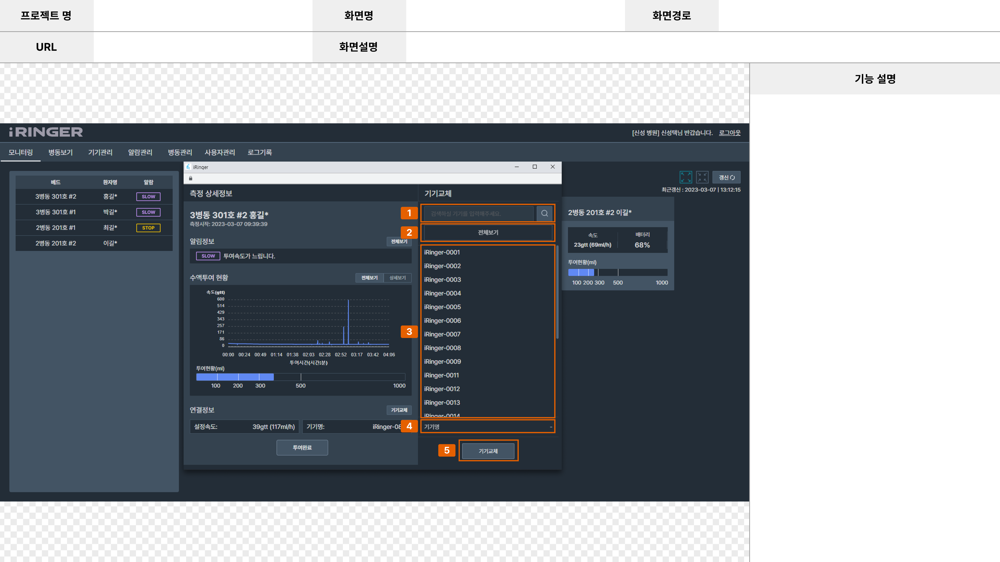 프로젝트 명
화면명
화면경로
URL
화면설명
기능 설명
iRINGER
[신성 병원] 신성택님 반갑습니다. 로그아웃
모니터링 병동보기 기기관리 알람관리 병동관리 사용자관리 로그기록
베드 환자명 알람
3병동 301호 #2 홍길* SLOW
3병동 301호 #1 박길* SLOW
2병동 201호 #1 최길* STOP
2병동 201호 #2 이길*
iRinger
측정 상세정보
3병동 301호 #2 홍길*
측정시작: 2023-03-07 09:39:39
알림정보 전체보기
SLOW 투여속도가 느립니다.
수액투여 현황 전체보기 상세보기
속도(gtt)
600
514
429
343
257
171
86
0
00:00 00:24 00:49 01:14 01:38 02:03 02:28 02:52 03:17 03:42 04:06
투여시간(시간:분)
투여현황(ml)
100 200 300 500 1000
연결정보 기기교체
설정속도: 39gtt (117ml/h) 기기명: iRinger-08
투여완료
기기교체
1 검색하실 기기를 입력해주세요.
2 전체보기
3
iRinger-0001
iRinger-0002
iRinger-0003
iRinger-0004
iRinger-0005
iRinger-0006
iRinger-0007
iRinger-0008
iRinger-0009
iRinger-0011
iRinger-0012
iRinger-0013
iRinger-0014
4 기기명 -
5 기기교체
갱신
최근갱신 : 2023-03-07 | 13:12:15
2병동 201호 #2 이길*
속도 배터리
23gtt (69ml/h) 68%
투여현황(ml)
100 200 300 500 1000